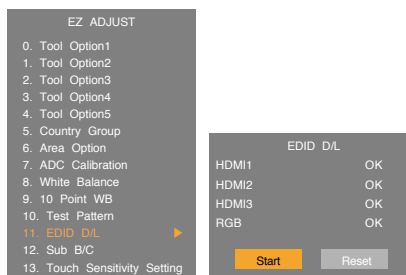 EZ ADJUST
0. Tool Option1
1. Tool Option2
2. Tool Option3
3. Tool Option4
4. Tool Option5
5. Country Group
6. Area Option
7. ADC Calibration
8. White Balance
9. 10 Point WB
10. Test Pattern
11. EDID D/L
12. Sub B/C
13. Touch Sensitivity Setting
EDID D/L
HDMI1 OK
HDMI2 OK
HDMI3 OK
RGB OK
Start Reset